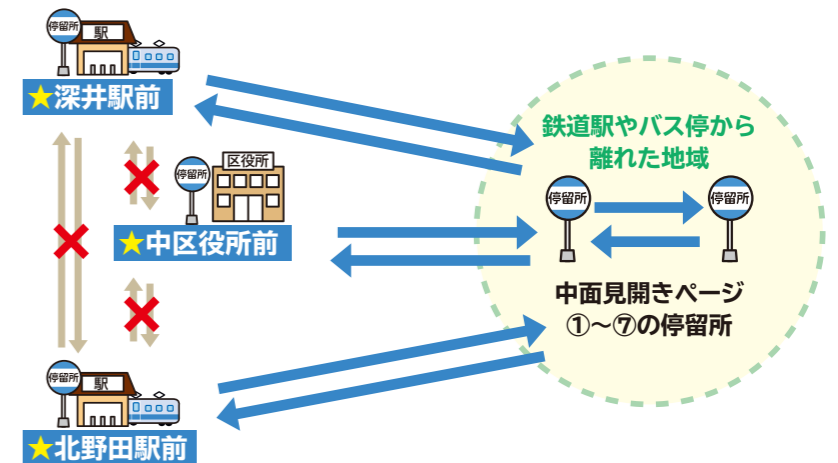 停留所
駅
★深井駅前
停留所
区役所
★中区役所前
停留所
駅
★北野田駅前
鉄道駅やバス停から
離れた地域
停留所
停留所
中面見開きページ
①～⑦の停留所